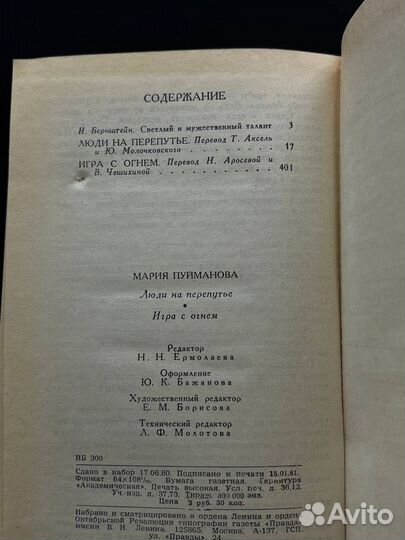 СОДЕРЖАНИЕ
И. Бернштейн. Светлый и мужественный талант 3
ЛЮДИ НА ПЕРЕПУТЬЕ. Перевод Т. Аксель
и Ю. Молочковского . . . . . . . . . . 17
ИГРА С ОГНЕМ. Перевод Н. Аросевой и
В. Чешихиной . . . . . . . . . . . 401
МАРИЯ ПУЙМАНОВА
Люди на перепутье
•
Игра с огнем
Редактор
Н. Н. Ермолаева
Оформление
Ю. К. Бажанова
Художественный редактор
Е. М. Борисова
Технический редактор
Л. Ф. Молотова
ИБ 300
Сдано в набор 17.06.80. Подписано к печати 15.01.81.
Формат 84×108¹/₃₂. Бумага газетная. Гарнитура
«Академическая». Печать высокая. Усл. печ. л. 36,12.
Уч.-изд. л. 37,73. Тираж 300 000 экз.
Цена 3 руб. 30 коп.
Набрано и сматрицировано в ордена Ленина и ордена
Октябрьской Революции типографии газеты «Правда»
имени В. И. Ленина. 125865, Москва, А-137, ГСП,
Ул. «Правды», 24.
Avito